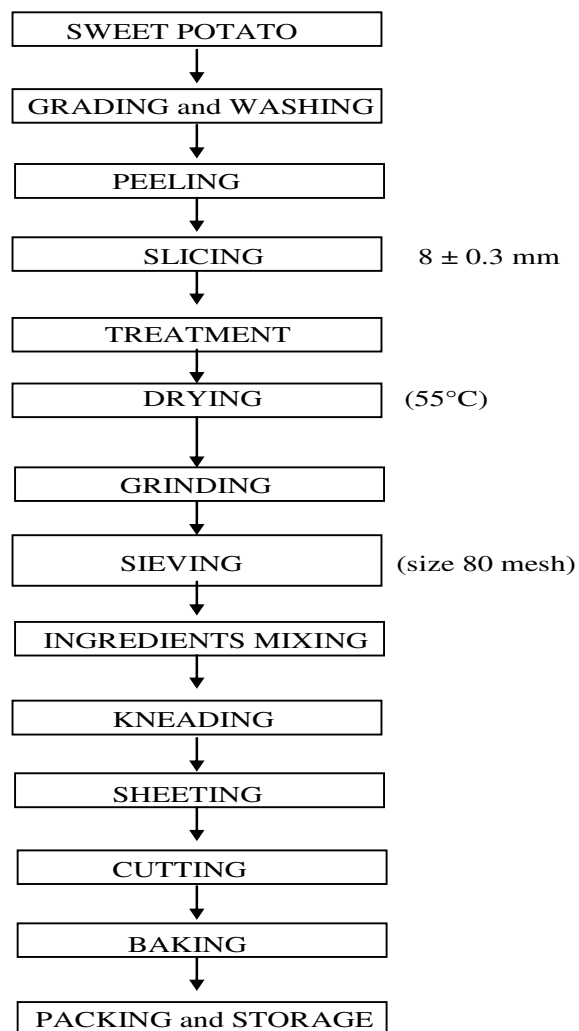 SWEET POTATO
GRADING and WASHING
PEELING
SLICING 8 ± 0.3 mm
TREATMENT
DRYING (55°C)
GRINDING
SIEVING (size 80 mesh)
INGREDIENTS MIXING
KNEADING
SHEETING
CUTTING
BAKING
PACKING and STORAGE